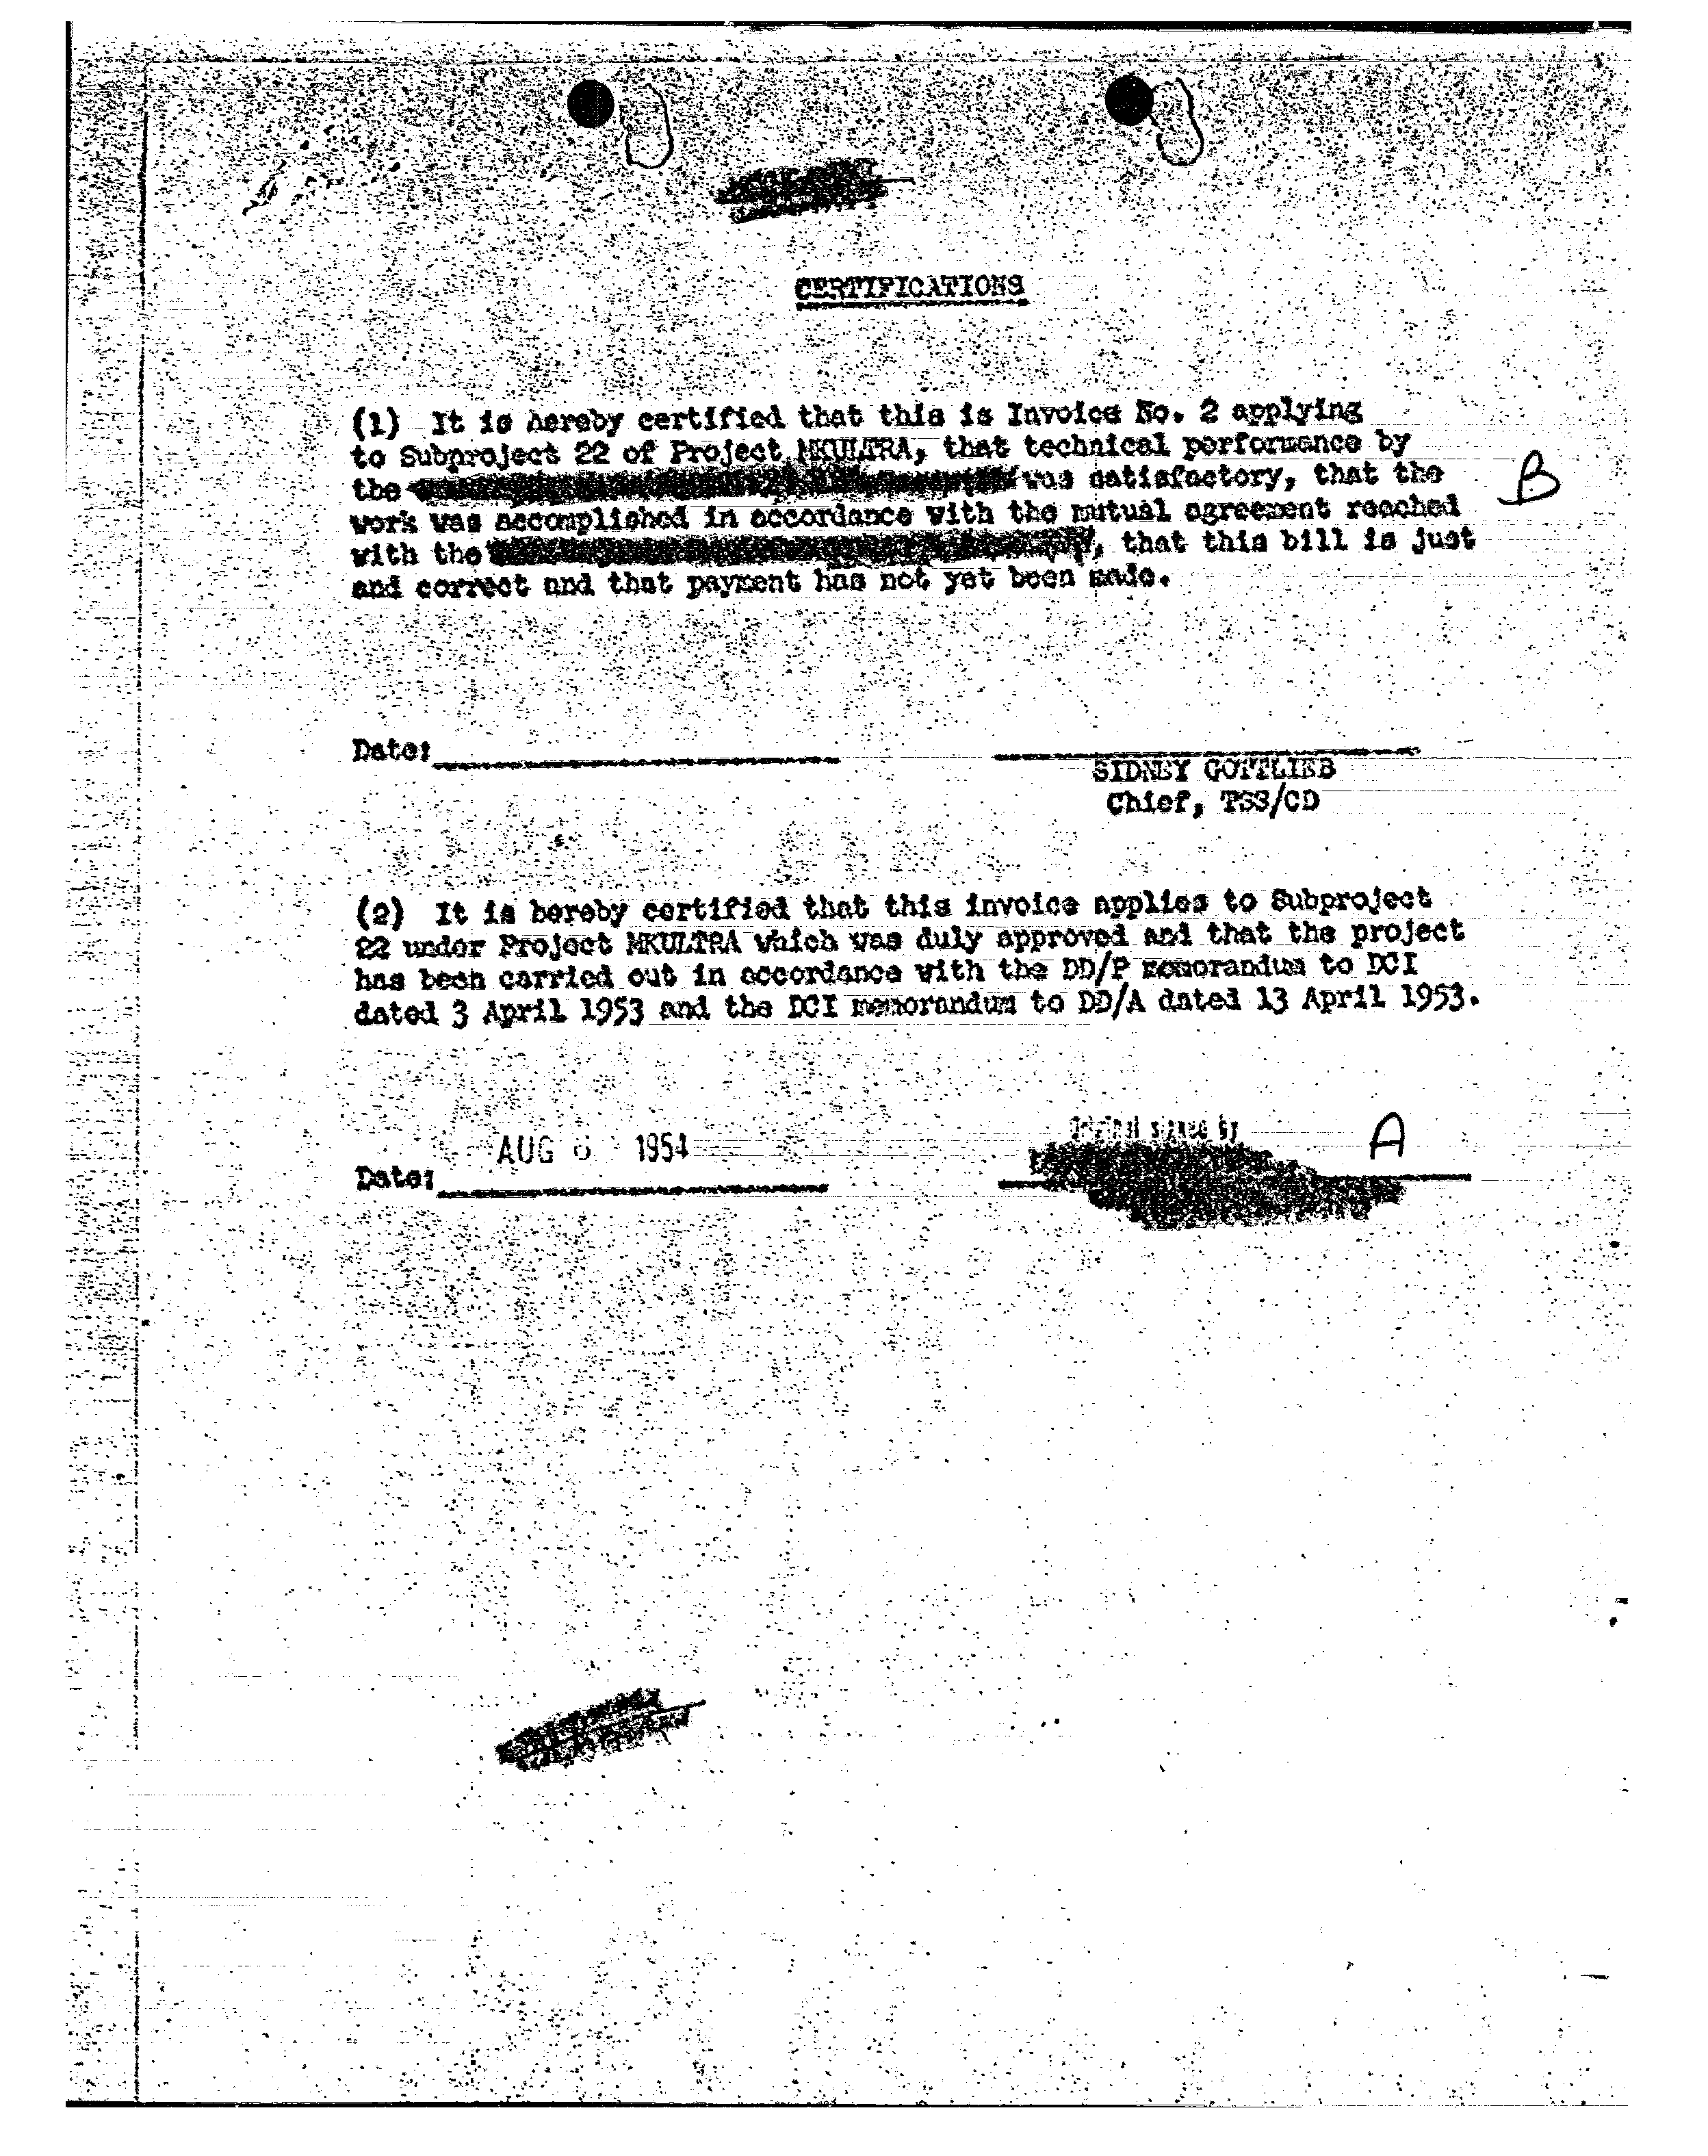 CERTIFICATIONS
(1) It is hereby certified that this is Invoice No. 2 applying
to Subproject 22 of Project MKULTRA, that technical performance by
the was satisfactory, that the
B
work was accomplished in accordance with the mutual agreement reached
with the , that this bill is just
and correct and that payment has not yet been made.
Date:
SIDNEY GOTTLIEB
Chief, TSS/CD
(2) It is hereby certified that this invoice applies to Subproject
22 under Project MKULTRA which was duly approved and that the project
has been carried out in accordance with the DD/P memorandum to DCI
dated 3 April 1953 and the DCI memorandum to DD/A dated 13 April 1953.
Original signed by
A
AUG 6 1954
Date: